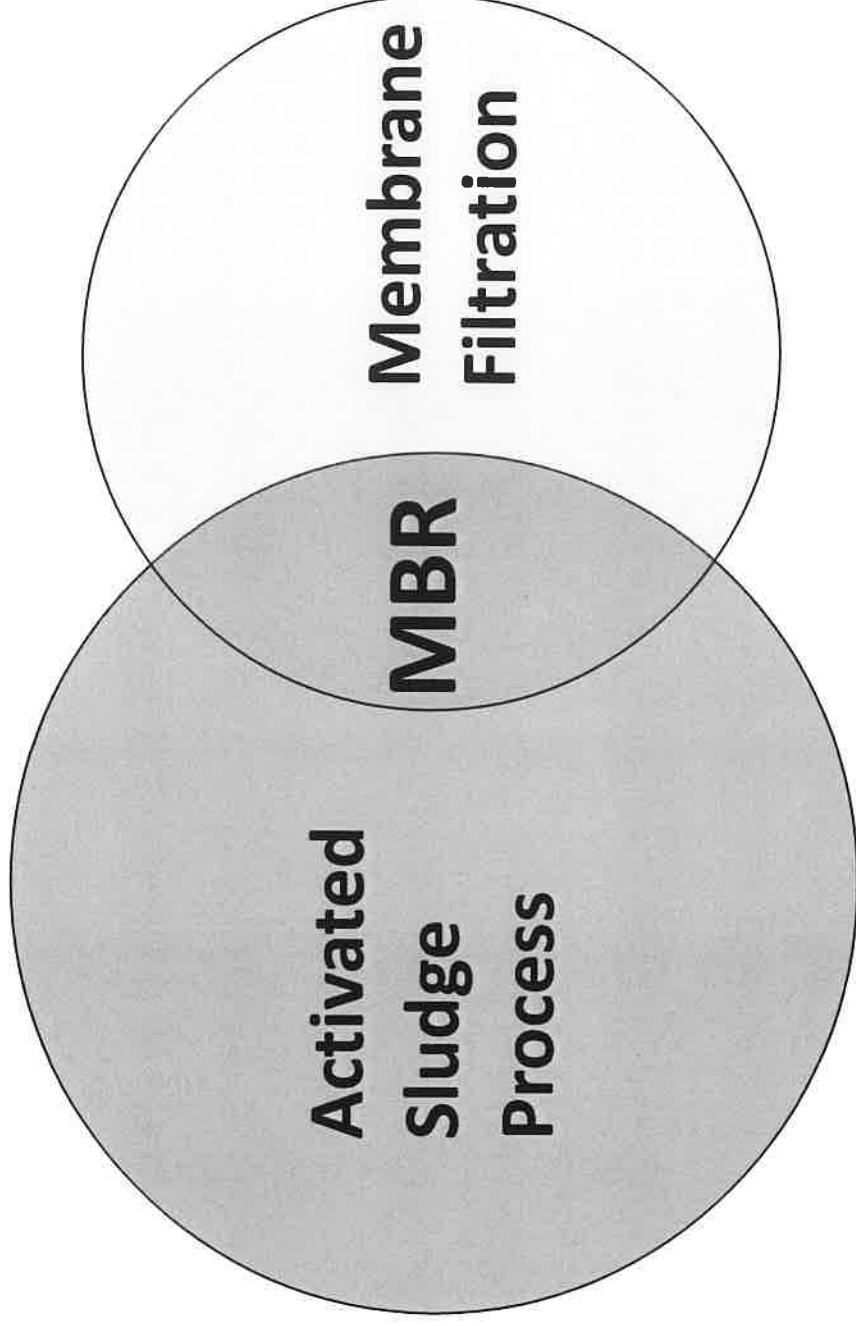 Activated
Sludge
Process
MBR
Membrane
Filtration